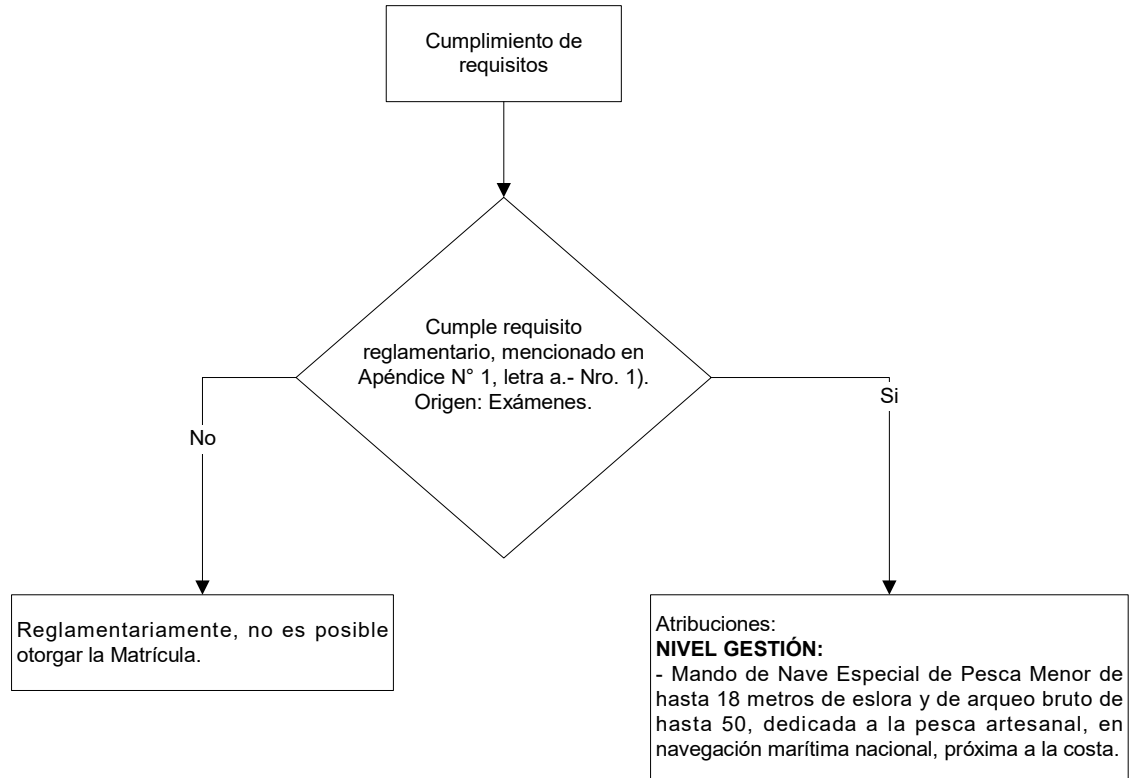 Cumplimiento de
requisitos
Cumple requisito
reglamentario, mencionado en
Apéndice N° 1, letra a.- Nro. 1).
Origen: Exámenes.
No
Si
Reglamentariamente, no es posible
otorgar la Matrícula.
Atribuciones:
NIVEL GESTIÓN:
- Mando de Nave Especial de Pesca Menor de
hasta 18 metros de eslora y de arqueo bruto de
hasta 50, dedicada a la pesca artesanal, en
navegación marítima nacional, próxima a la costa.